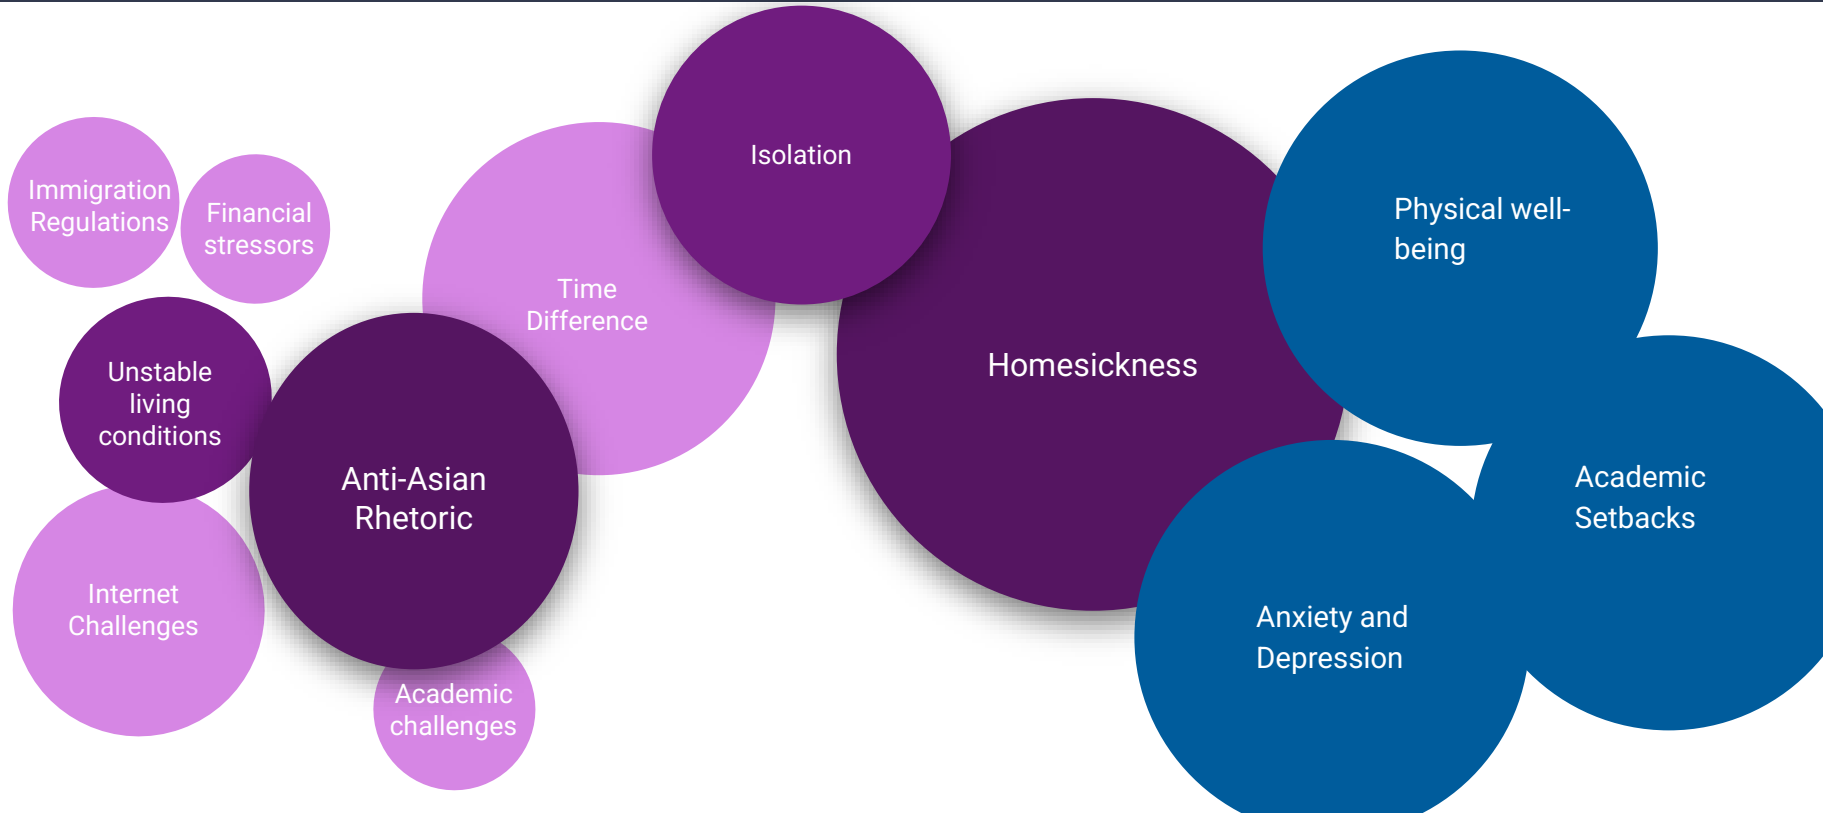 Isolation
Immigration
Regulations
Financial
stressors
Time
Difference
Unstable
living
conditions
Anti-Asian
Rhetoric
Internet
Challenges
Academic
challenges
Homesickness
Physical well-
being
Academic
Setbacks
Anxiety and
Depression